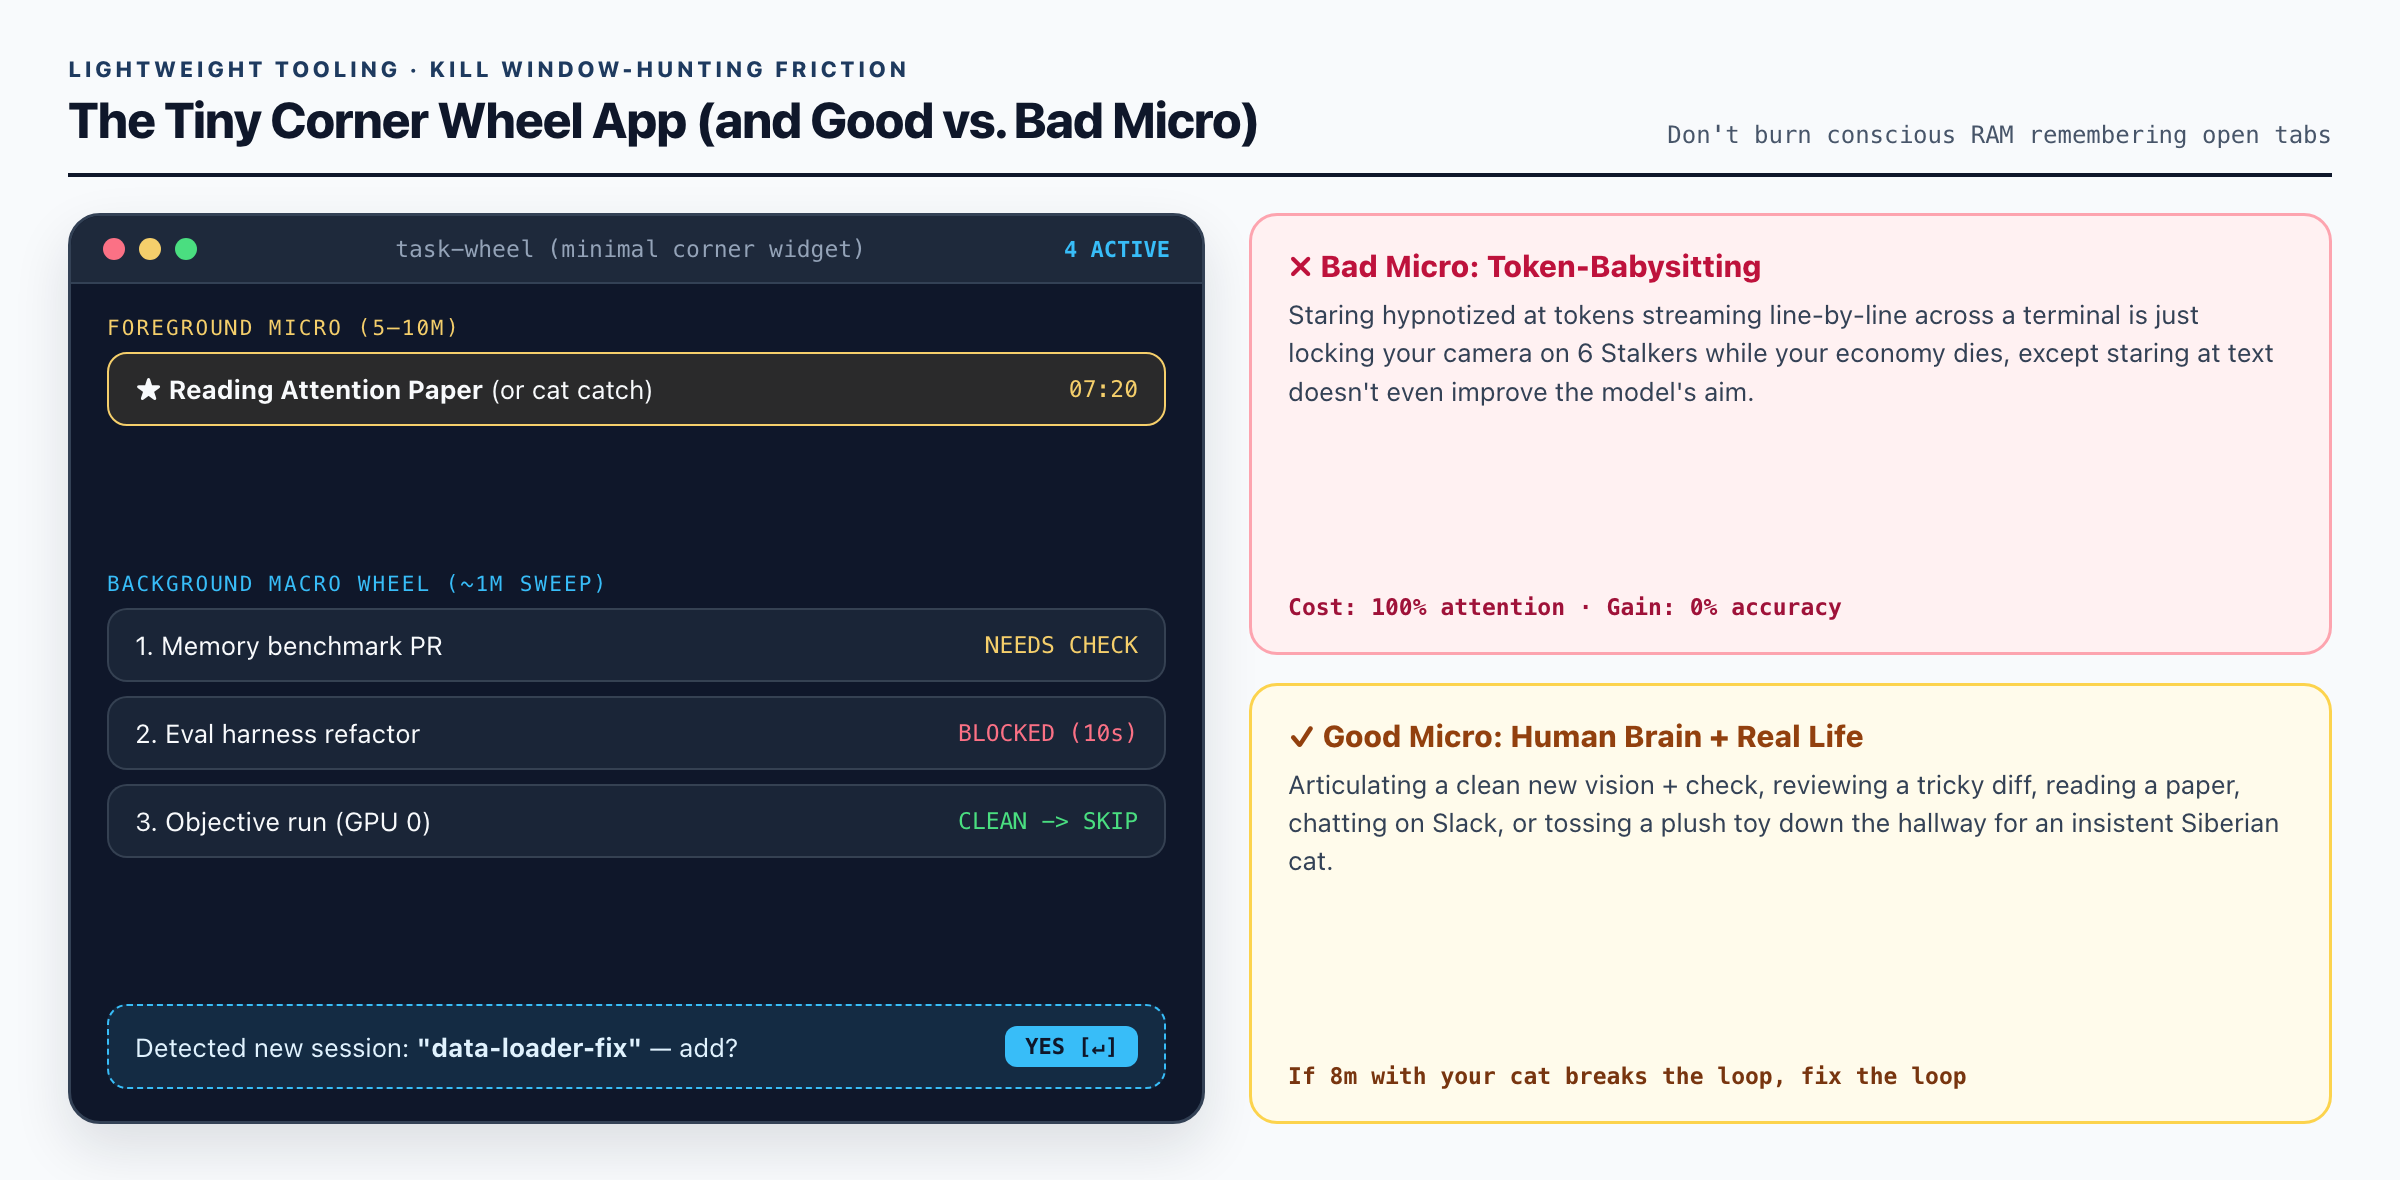 LIGHTWEIGHT TOOLING · KILL WINDOW-HUNTING FRICTION
The Tiny Corner Wheel App (and Good vs. Bad Micro)
Don't burn conscious RAM remembering open tabs
task-wheel (minimal corner widget)
4 ACTIVE
FOREGROUND MICRO (5–10M)
★ Reading Attention Paper (or cat catch)
07:20
BACKGROUND MACRO WHEEL (~1M SWEEP)
1. Memory benchmark PR
NEEDS CHECK
2. Eval harness refactor
BLOCKED (10s)
3. Objective run (GPU 0)
CLEAN -> SKIP
Detected new session: "data-loader-fix" — add?
YES [↵]
✕ Bad Micro: Token-Babysitting
Staring hypnotized at tokens streaming line-by-line across a terminal is just
locking your camera on 6 Stalkers while your economy dies, except staring at text
doesn't even improve the model's aim.
Cost: 100% attention · Gain: 0% accuracy
✓ Good Micro: Human Brain + Real Life
Articulating a clean new vision + check, reviewing a tricky diff, reading a paper,
chatting on Slack, or tossing a plush toy down the hallway for an insistent Siberian
cat.
If 8m with your cat breaks the loop, fix the loop